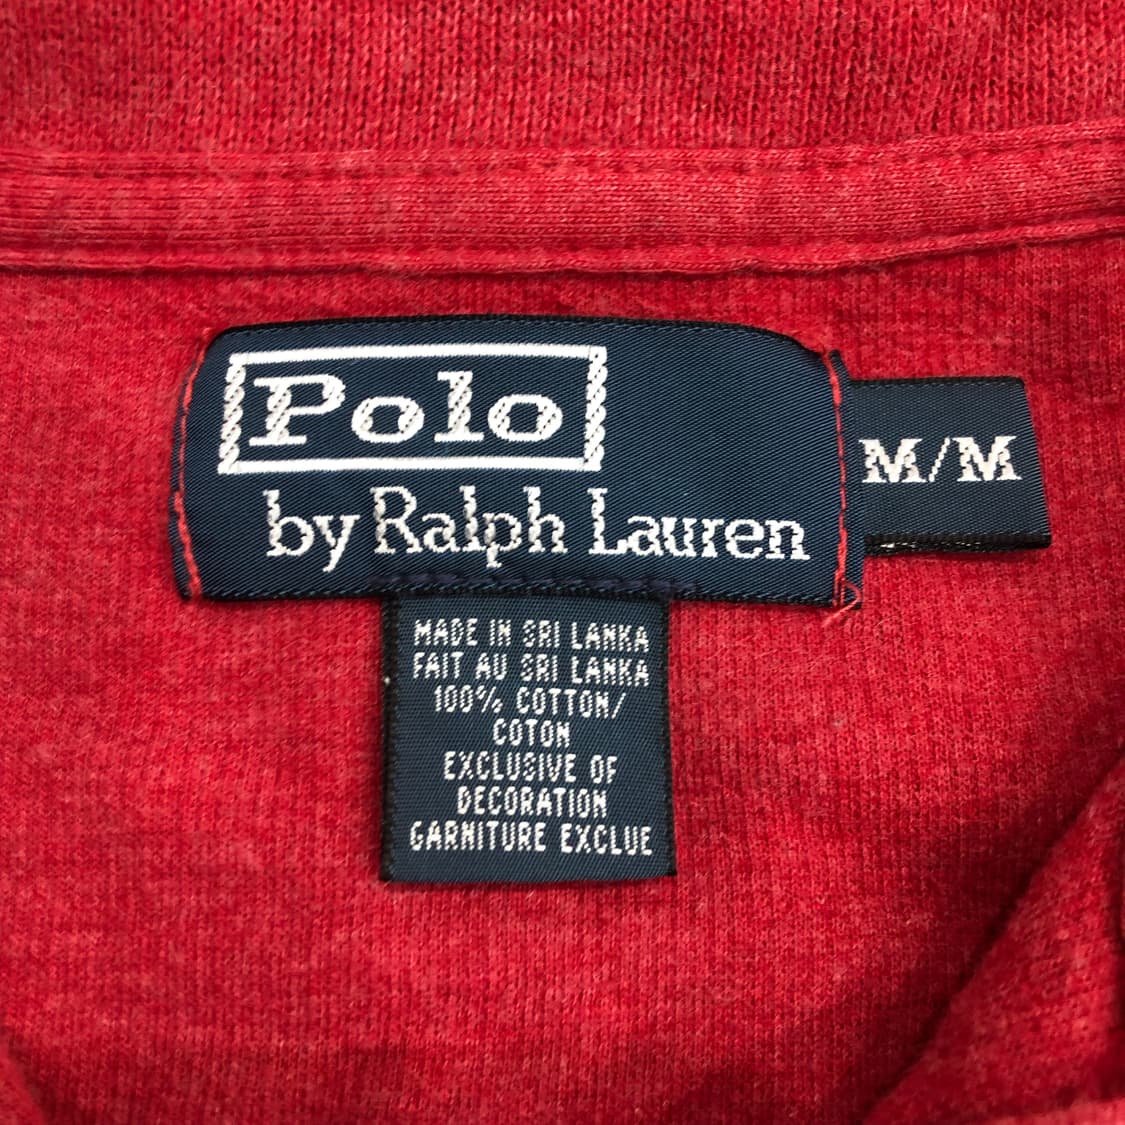 Polo
by Ralph Lauren
M/M
MADE IN SRI LANKA
FAIT AU SRI LANKA
100% COTTON/
COTON
EXCLUSIVE OF
DECORATION
GARNITURE EXCLUE